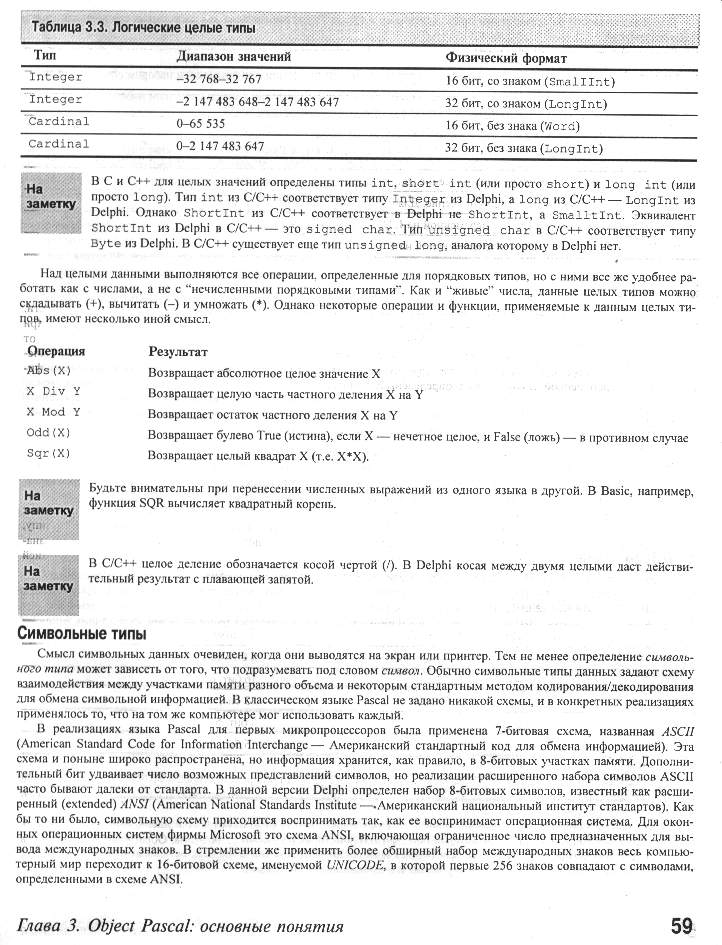 Таблица 3.3. Логические целые типы
Тип Диапазон значений Физический формат
Integer –32 768–32 767 16 бит, со знаком (SmallInt)
Integer –2 147 483 648–2 147 483 647 32 бит, со знаком (LongInt)
Cardinal 0–65 535 16 бит, без знака (Word)
Cardinal 0–2 147 483 647 32 бит, без знака (LongInt)
На заметку
В С и С++ для целых значений определены типы int, short int (или просто short) и long int (или
просто long). Тип int из С/С++ соответствует типу Integer из Delphi, а long из С/С++ — LongInt из
Delphi. Однако ShortInt из С/С++ соответствует в Delphi не ShortInt, а SmalltInt. Эквивалент
ShortInt из Delphi в С/С++ — это signed char. Тип unsigned char в С/С++ соответствует типу
Byte из Delphi. В С/С++ существует еще тип unsigned long, аналога которому в Delphi нет.
Над целыми данными выполняются все операции, определенные для порядковых типов, но с ними все же удобнее ра-
ботать как с числами, а не с “нечисленными порядковыми типами”. Как и “живые” числа, данные целых типов можно
складывать (+), вычитать (–) и умножать (*). Однако некоторые операции и функции, применяемые к данным целых ти-
пов, имеют несколько иной смысл.
Операция Результат
Abs(X) Возвращает абсолютное целое значение X
X Div Y Возвращает целую часть частного деления X на Y
X Mod Y Возвращает остаток частного деления X на Y
Odd(X) Возвращает булево True (истина), если X — нечетное целое, и False (ложь) — в противном случае
Sqr(X) Возвращает целый квадрат X (т.е. X*X).
На заметку
Будьте внимательны при перенесении численных выражений из одного языка в другой. В Basic, например,
функция SQR вычисляет квадратный корень.
На заметку
В С/С++ целое деление обозначается косой чертой (/). В Delphi косая между двумя целыми даст действи-
тельный результат с плавающей запятой.
Символьные типы
Смысл символьных данных очевиден, когда они выводятся на экран или принтер. Тем не менее определение символь-
ного типа может зависеть от того, что подразумевать под словом символ. Обычно символьные типы данных задают схему
взаимодействия между участками памяти разного объема и некоторым стандартным методом кодирования/декодирования
для обмена символьной информацией. В классическом языке Pascal не задано никакой схемы, и в конкретных реализациях
применялось то, что на том же компьютере мог использовать каждый.
В реализациях языка Pascal для первых микропроцессоров была применена 7-битовая схема, названная ASCII
(American Standard Code for Information Interchange — Американский стандартный код для обмена информацией). Эта
схема и поныне широко распространена, но информация хранится, как правило, в 8-битовых участках памяти. Дополни-
тельный бит удваивает число возможных представлений символов, но реализации расширенного набора символов ASCII
часто бывают далеки от стандарта. В данной версии Delphi определен набор 8-битовых символов, известный как расши-
ренный (extended) ANSI (American National Standards Institute — Американский национальный институт стандартов). Как
бы то ни было, символьную схему приходится воспринимать так, как ее воспринимает операционная система. Для окон-
ных операционных систем фирмы Microsoft это схема ANSI, включающая ограниченное число предназначенных для вы-
вода международных знаков. В стремлении же применить более обширный набор международных знаков весь компью-
терный мир переходит к 16-битовой схеме, именуемой UNICODE, в которой первые 256 знаков совпадают с символами,
определенными в схеме ANSI.
Глава 3. Object Pascal: основные понятия 59